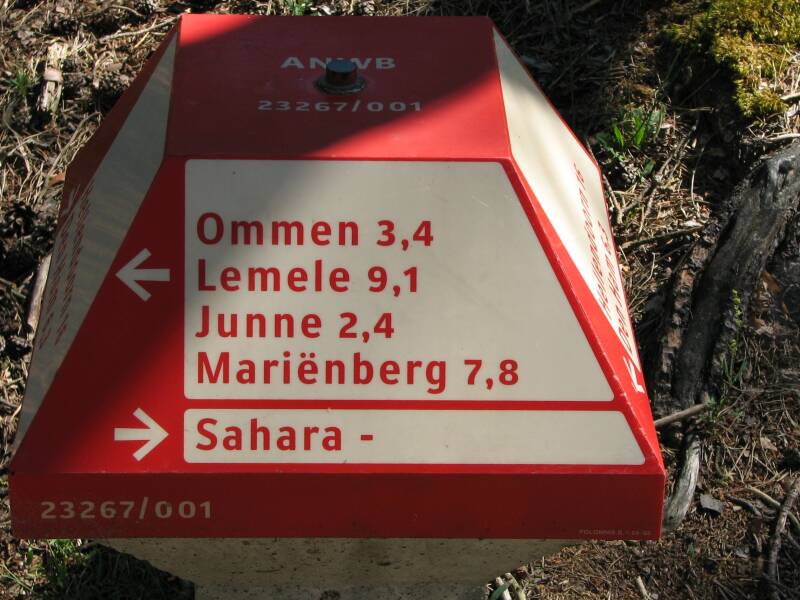 ANWB
23267/001
Ommen 3,4
Lemele 9,1
Junne 2,4
Mariënberg 7,8
Sahara -
23267/001